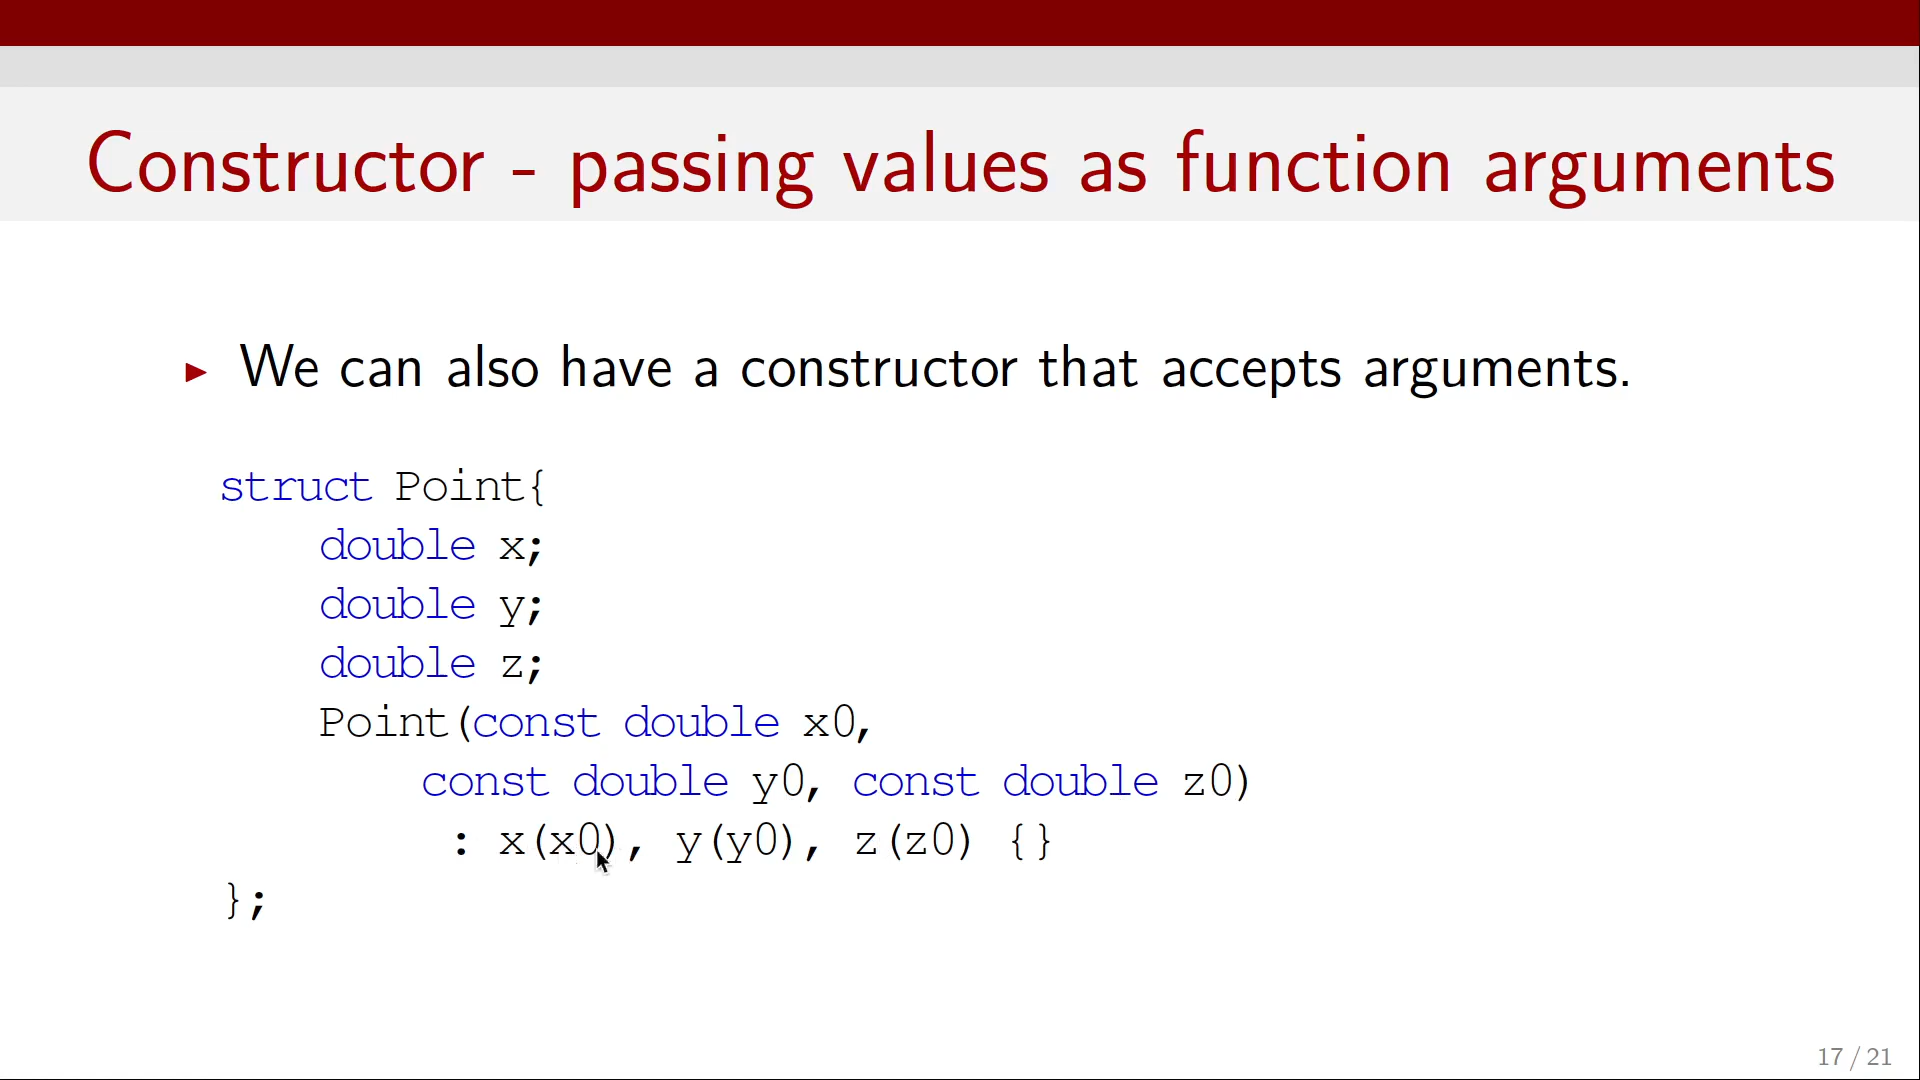 Constructor - passing values as function arguments
▶ We can also have a constructor that accepts arguments.
struct Point{
    double x;
    double y;
    double z;
    Point(const double x0,
        const double y0, const double z0)
         : x(x0), y(y0), z(z0) {}
};
17 / 21